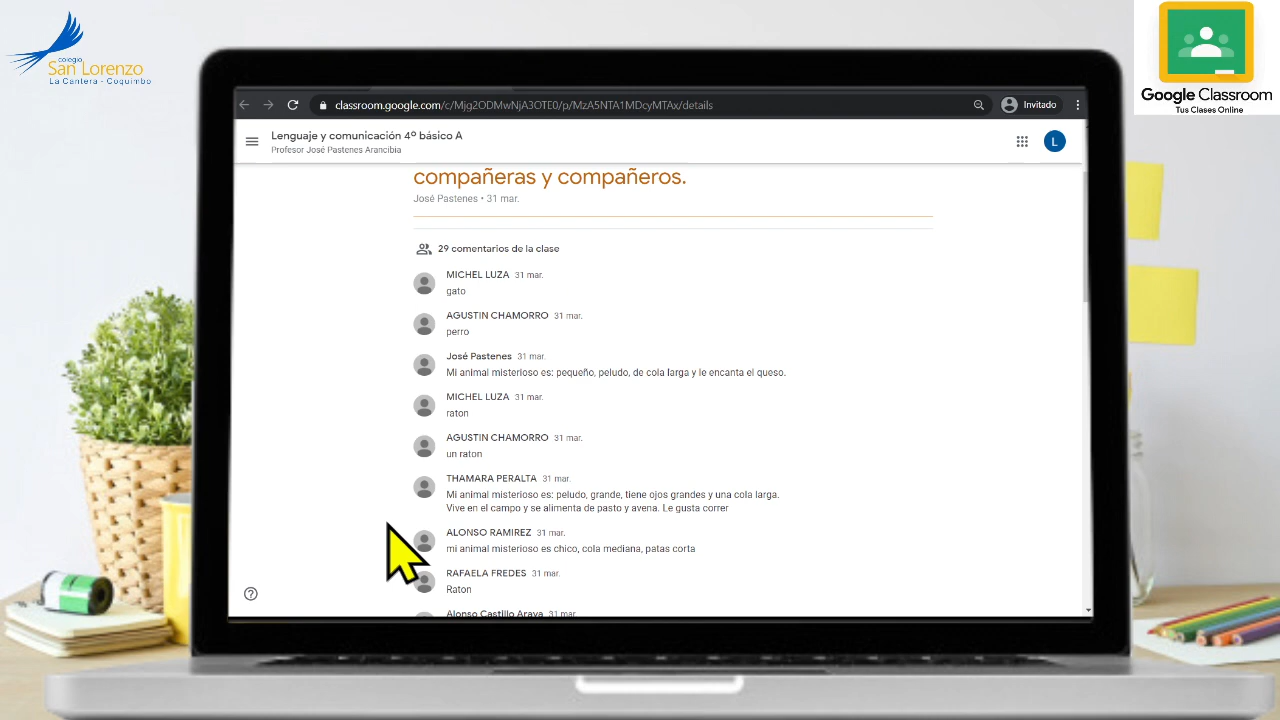 colegio
San Lorenzo
La Cantera - Coquimbo
Google Classroom
Tus Clases Online
classroom.google.com/c/Mjg2ODMwNjA3OTE0/p/MzA5NTA1MDcyMTAx/details
Invitado
Lenguaje y comunicación 4º básico A
Profesor José Pastenes Arancibia
L
compañeras y compañeros.
José Pastenes • 31 mar.
29 comentarios de la clase
MICHEL LUZA 31 mar.
gato
AGUSTIN CHAMORRO 31 mar.
perro
José Pastenes 31 mar.
Mi animal misterioso es: pequeño, peludo, de cola larga y le encanta el queso.
MICHEL LUZA 31 mar.
raton
AGUSTIN CHAMORRO 31 mar.
un raton
THAMARA PERALTA 31 mar.
Mi animal misterioso es: peludo, grande, tiene ojos grandes y una cola larga.
Vive en el campo y se alimenta de pasto y avena. Le gusta correr
ALONSO RAMIREZ 31 mar.
mi animal misterioso es chico, cola mediana, patas corta
RAFAELA FREDES 31 mar.
Raton
Alonso Castillo Araya 31 mar.